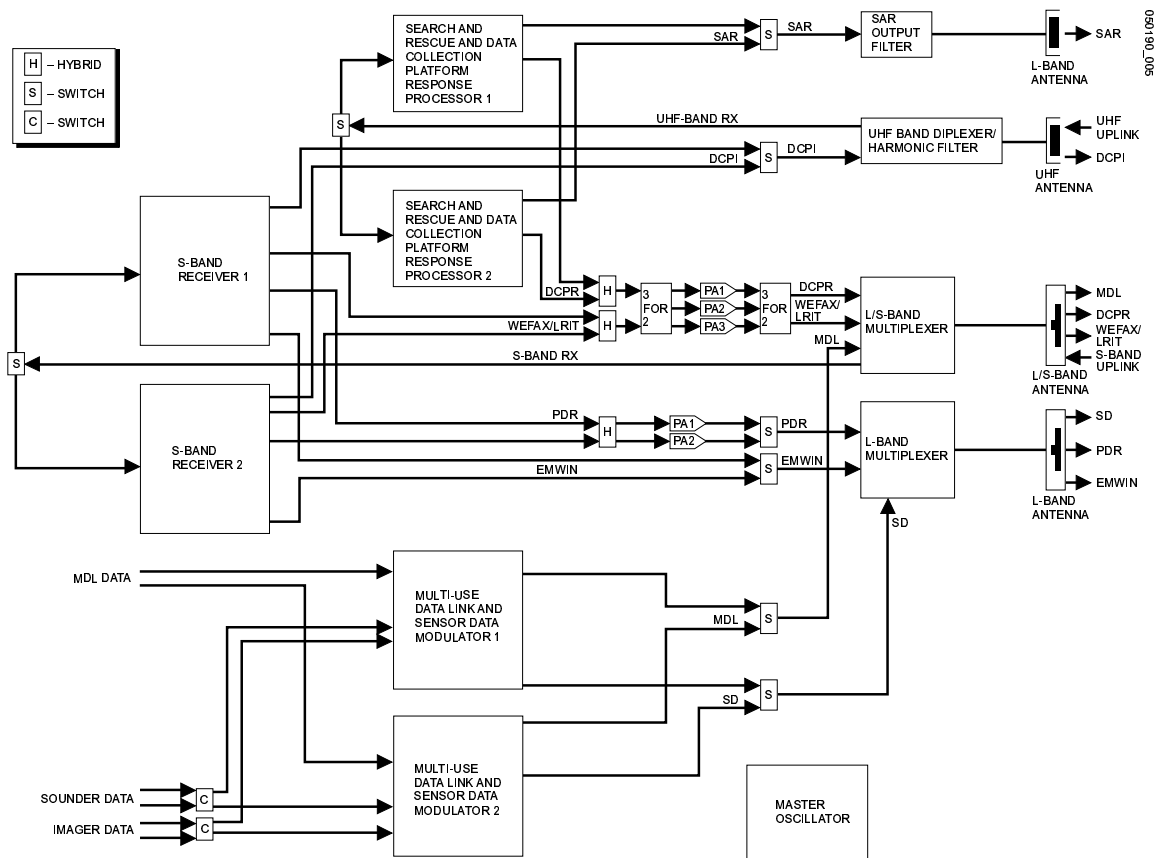 H – HYBRID
S – SWITCH
C – SWITCH
SEARCH AND
RESCUE AND DATA
COLLECTION
PLATFORM
RESPONSE
PROCESSOR 1
SAR
SAR
S
SAR
OUTPUT
FILTER
SAR
L-BAND
ANTENNA
050190_006
S
UHF-BAND RX
DCPI
S
DCPI
UHF BAND DIPLEXER/
HARMONIC FILTER
UHF
UPLINK
DCPI
UHF
ANTENNA
SEARCH AND
RESCUE AND DATA
COLLECTION
PLATFORM
RESPONSE
PROCESSOR 2
S-BAND
RECEIVER 1
DCPR
WEFAX/LRIT
H
H
3
FOR
2
PA1
PA2
PA3
3
FOR
2
DCPR
WEFAX/
LRIT
MDL
L/S-BAND
MULTIPLEXER
MDL
DCPR
WEFAX/
LRIT
S-BAND
UPLINK
L/S-BAND
ANTENNA
S
S-BAND RX
S-BAND
RECEIVER 2
PDR
H
PA1
PA2
S
PDR
EMWIN
S
EMWIN
L-BAND
MULTIPLEXER
SD
PDR
EMWIN
L-BAND
ANTENNA
SD
MDL DATA
MULTI-USE
DATA LINK AND
SENSOR DATA
MODULATOR 1
MDL
S
SD
S
MULTI-USE
DATA LINK AND
SENSOR DATA
MODULATOR 2
SOUNDER DATA
C
IMAGER DATA
C
MASTER
OSCILLATOR